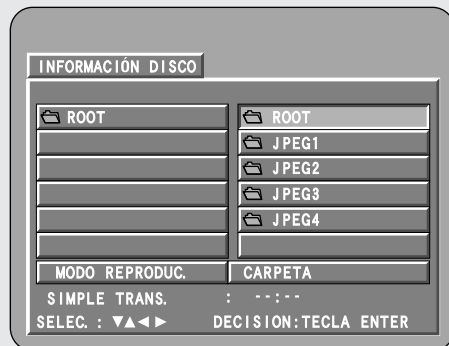 INFORMACIÓN DISCO
ROOT ROOT
JPEG1
JPEG2
JPEG3
JPEG4
MODO REPRODUC. CARPETA
SIMPLE TRANS. : --:--
SELEC. : ▼▲◀▶ DECISION:TECLA ENTER